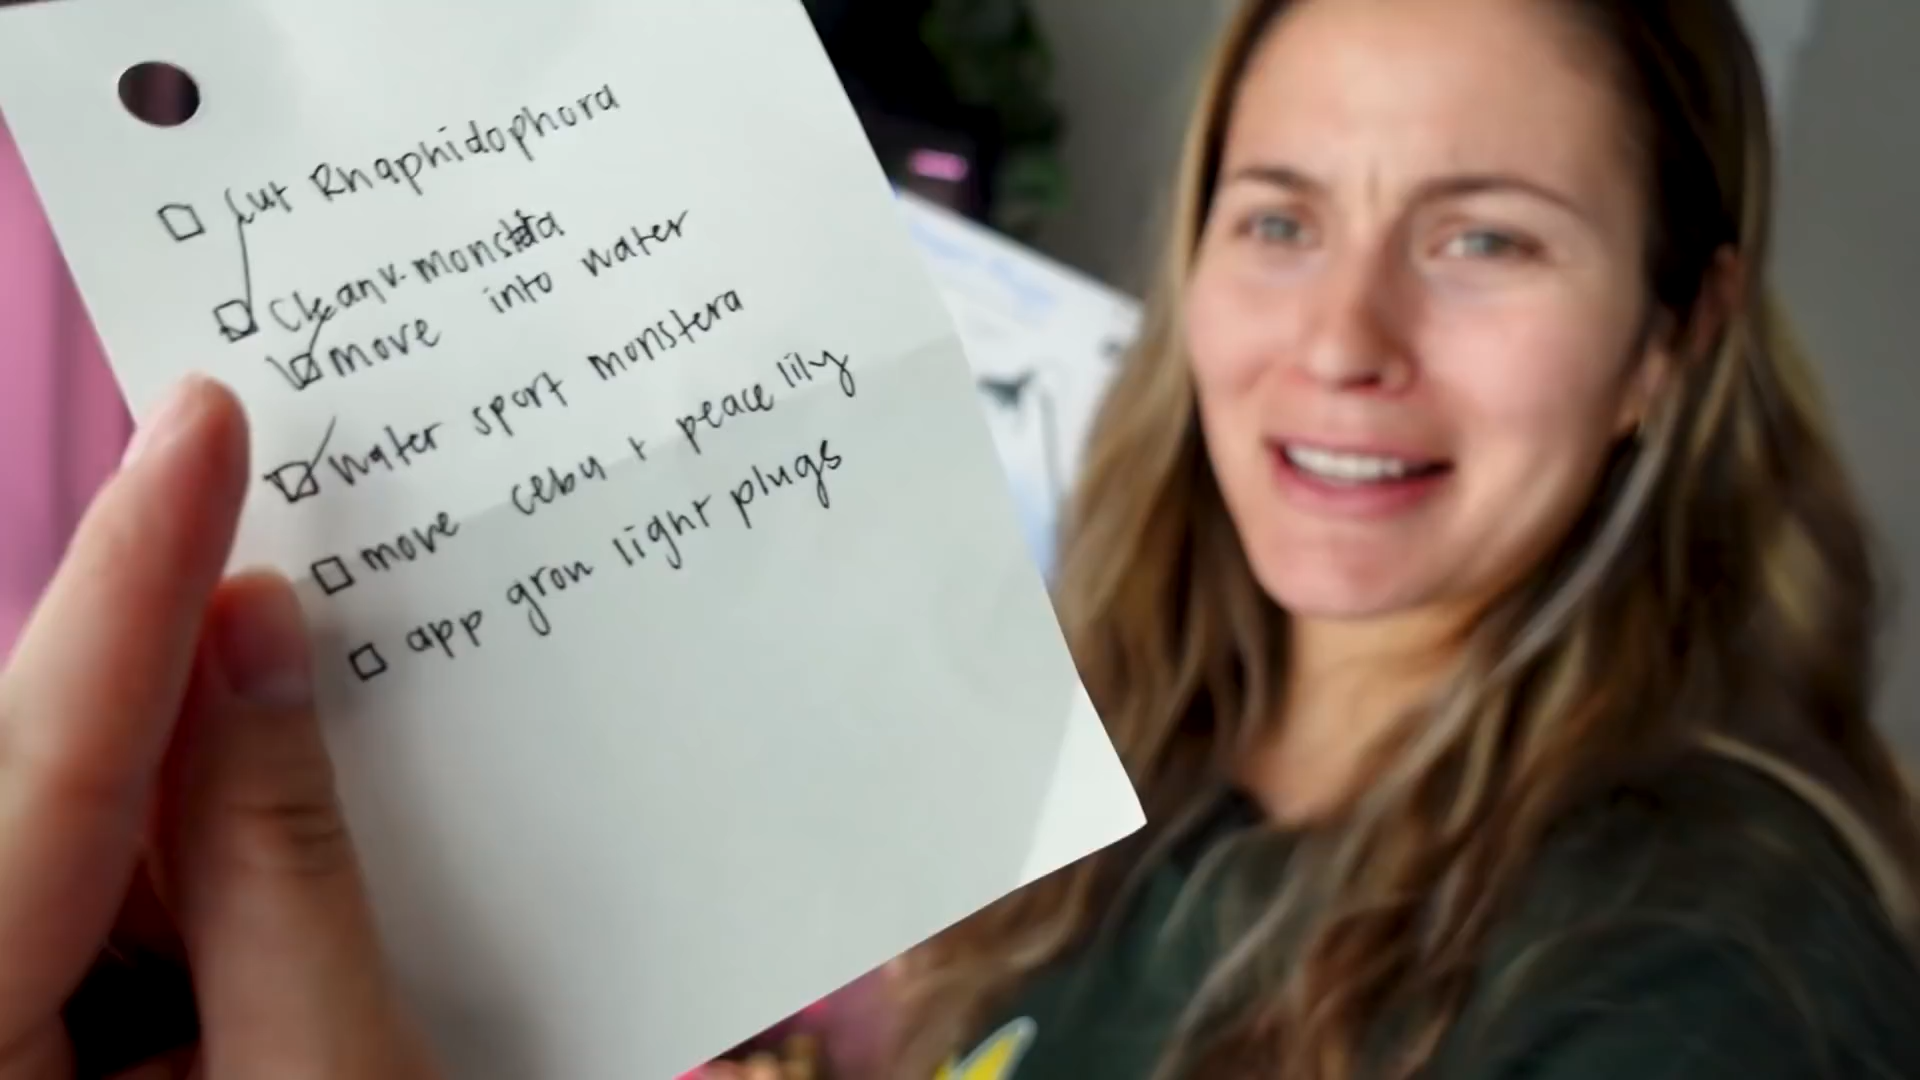 ☐ Cut Rhaphidophora
☑ Clean v. monstera
☑ move into water
☑ water sport monstera
☐ move cebu + peace lily
☐ app grow light plugs